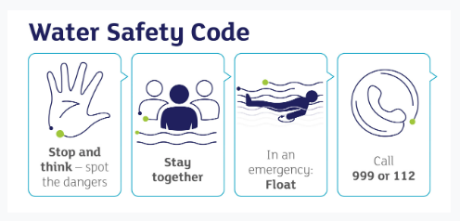 Water Safety Code
Stop and
think – spot
the dangers
Stay
together
In an
emergency:
Float
Call
999 or 112